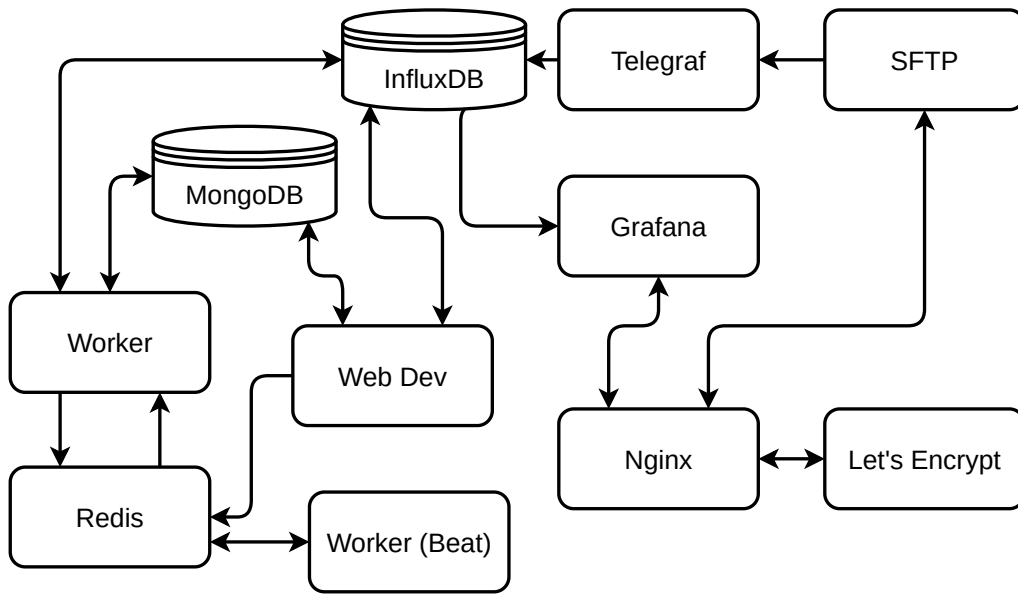 InfluxDB
Telegraf
SFTP
MongoDB
Grafana
Worker
Web Dev
Nginx
Let's Encrypt
Redis
Worker (Beat)